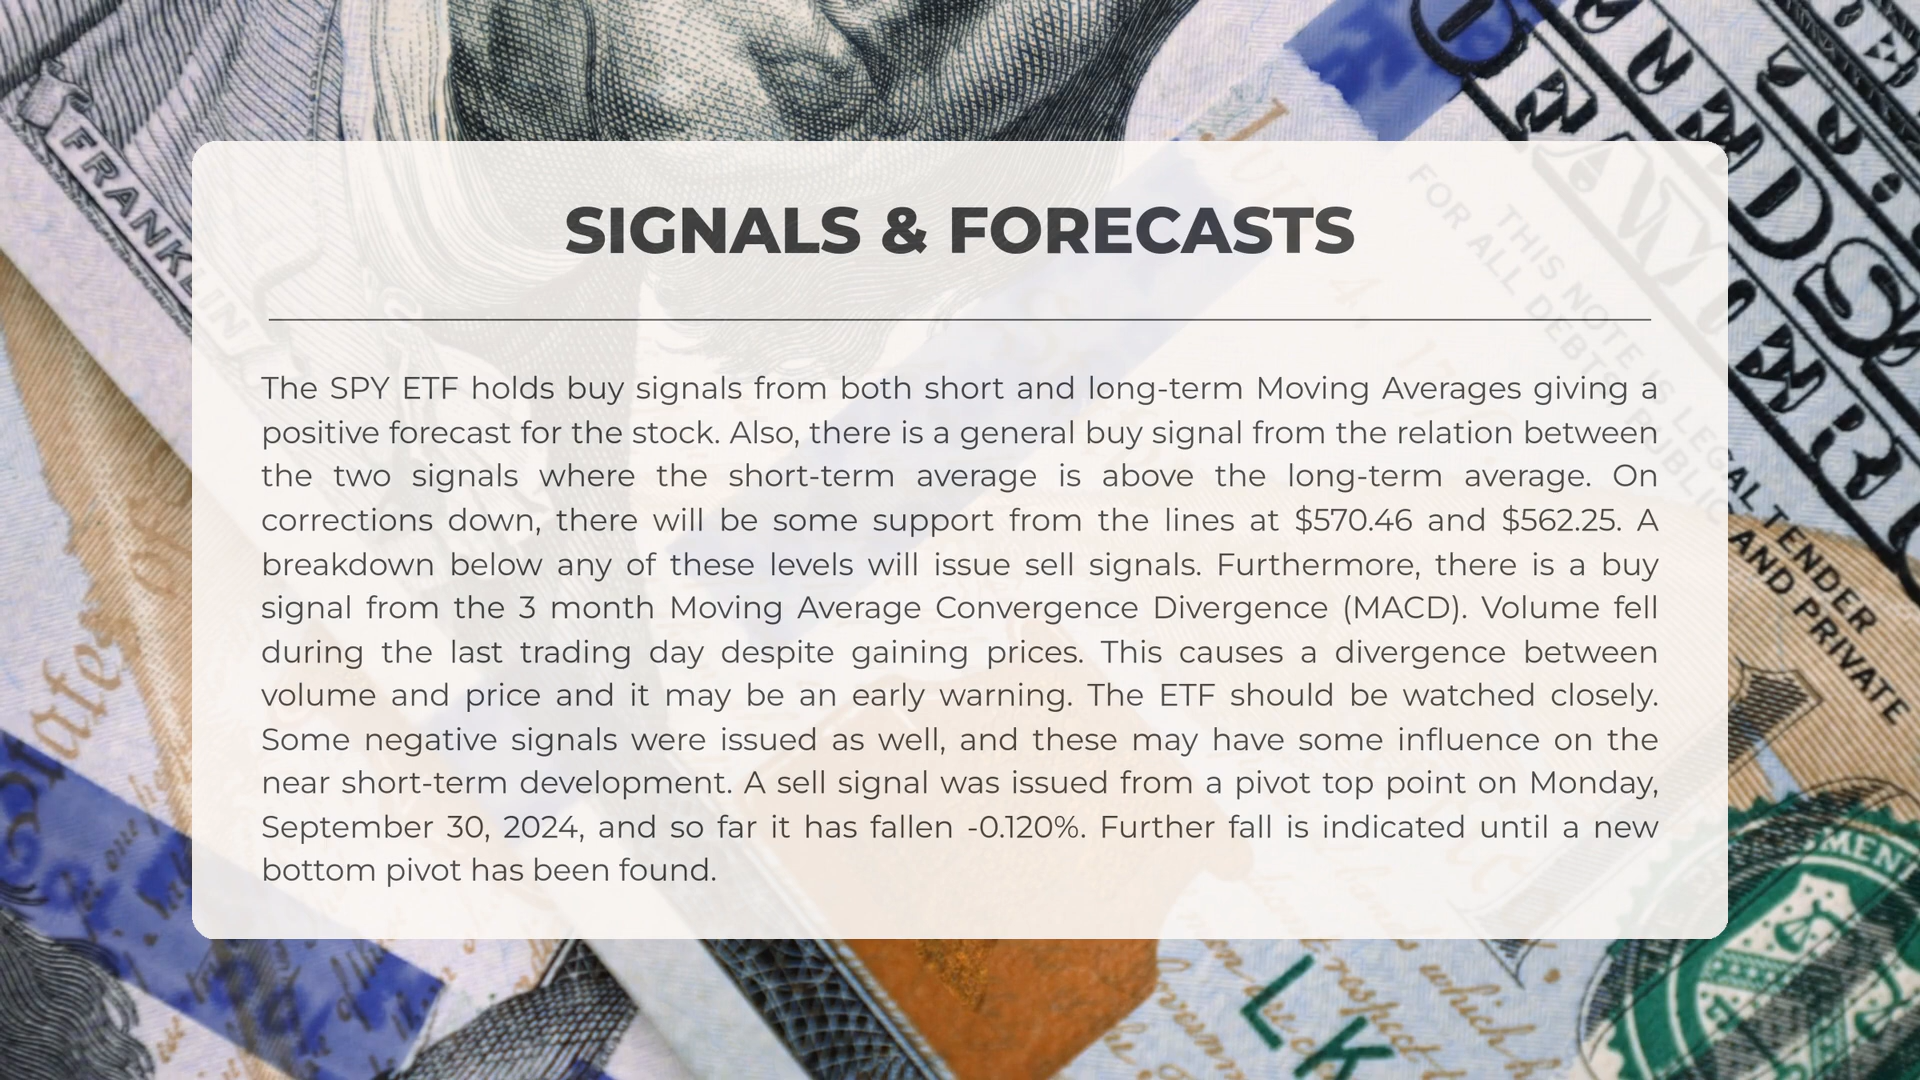 SIGNALS & FORECASTS
The SPY ETF holds buy signals from both short and long-term Moving Averages giving a
positive forecast for the stock. Also, there is a general buy signal from the relation between
the two signals where the short-term average is above the long-term average. On
corrections down, there will be some support from the lines at $570.46 and $562.25. A
breakdown below any of these levels will issue sell signals. Furthermore, there is a buy
signal from the 3 month Moving Average Convergence Divergence (MACD). Volume fell
during the last trading day despite gaining prices. This causes a divergence between
volume and price and it may be an early warning. The ETF should be watched closely.
Some negative signals were issued as well, and these may have some influence on the
near short-term development. A sell signal was issued from a pivot top point on Monday,
September 30, 2024, and so far it has fallen -0.120%. Further fall is indicated until a new
bottom pivot has been found.
FRANKLIN
THIS NOTE IS LEGAL TENDER
FOR ALL DEBTS PUBLIC AND PRIVATE
L K